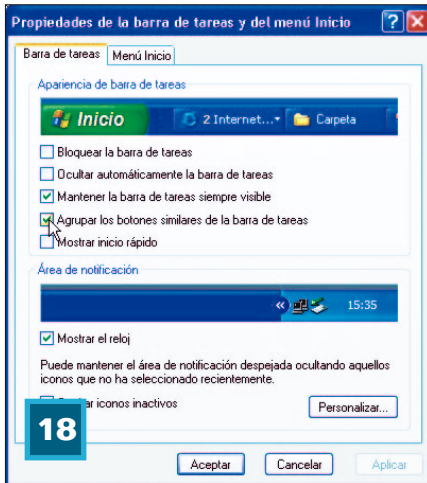 Propiedades de la barra de tareas y del menú Inicio
Barra de tareas
Menú Inicio
Apariencia de barra de tareas
Inicio
2 Internet...
Carpeta
Bloquear la barra de tareas
Ocultar automáticamente la barra de tareas
Mantener la barra de tareas siempre visible
Agrupar los botones similares de la barra de tareas
Mostrar inicio rápido
Área de notificación
«
15:35
Mostrar el reloj
Puede mantener el área de notificación despejada ocultando aquellos
iconos que no ha seleccionado recientemente.
iconos inactivos
Personalizar...
18
Aceptar
Cancelar
Aplicar